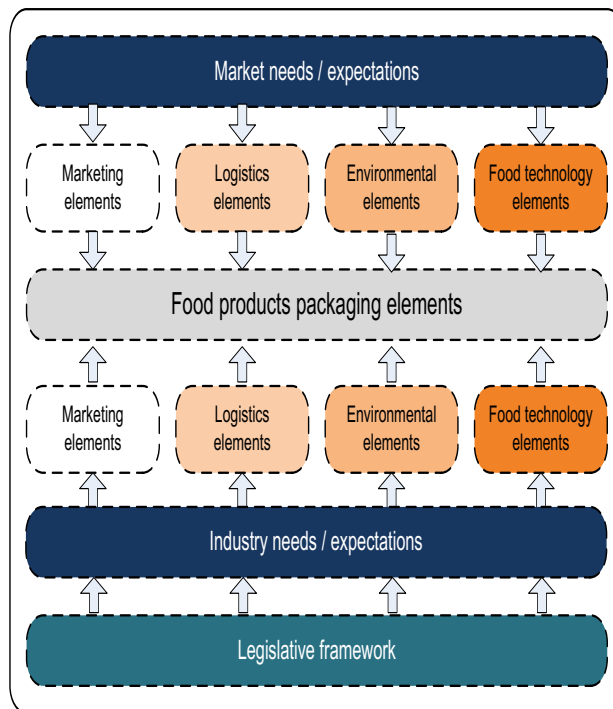 Market needs / expectations
Marketing
elements
Logistics
elements
Environmental
elements
Food technology
elements
Food products packaging elements
Marketing
elements
Logistics
elements
Environmental
elements
Food technology
elements
Industry needs / expectations
Legislative framework